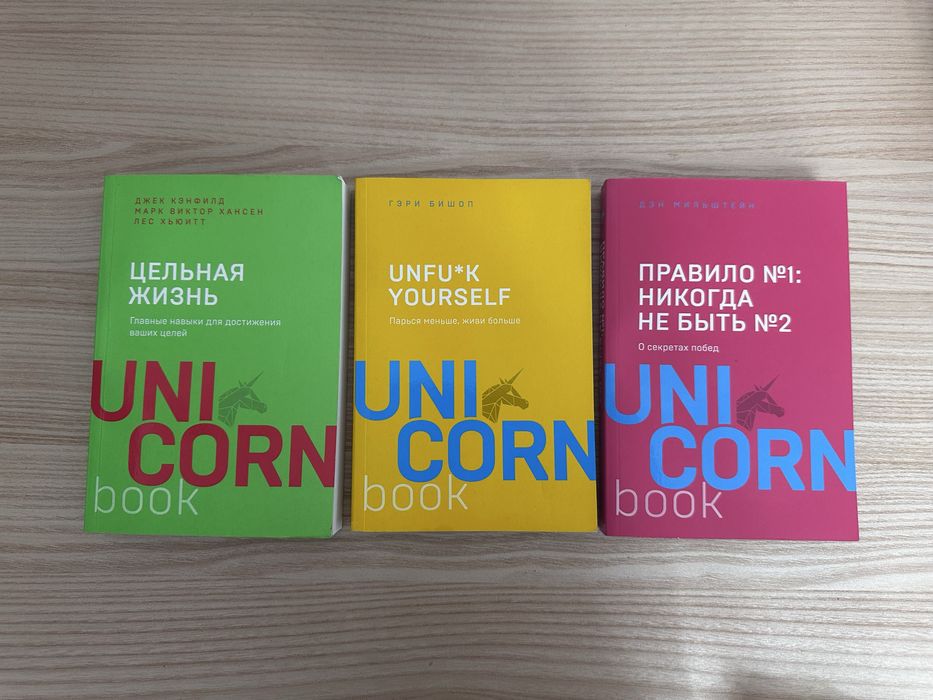 ДЖЕК КЭНФИЛД
МАРК ВИКТОР ХАНСЕН
ЛЕС ХЬЮИТТ
ЦЕЛЬНАЯ
ЖИЗНЬ
Главные навыки для достижения
ваших целей
UNI
CORN
book
ГЭРИ БИШОП
UNFU*K
YOURSELF
Парься меньше, живи больше
UNI
CORN
book
ДЭН МИЛЬШТЕЙН
ПРАВИЛО №1:
НИКОГДА
НЕ БЫТЬ №2
О секретах побед
UNI
CORN
book